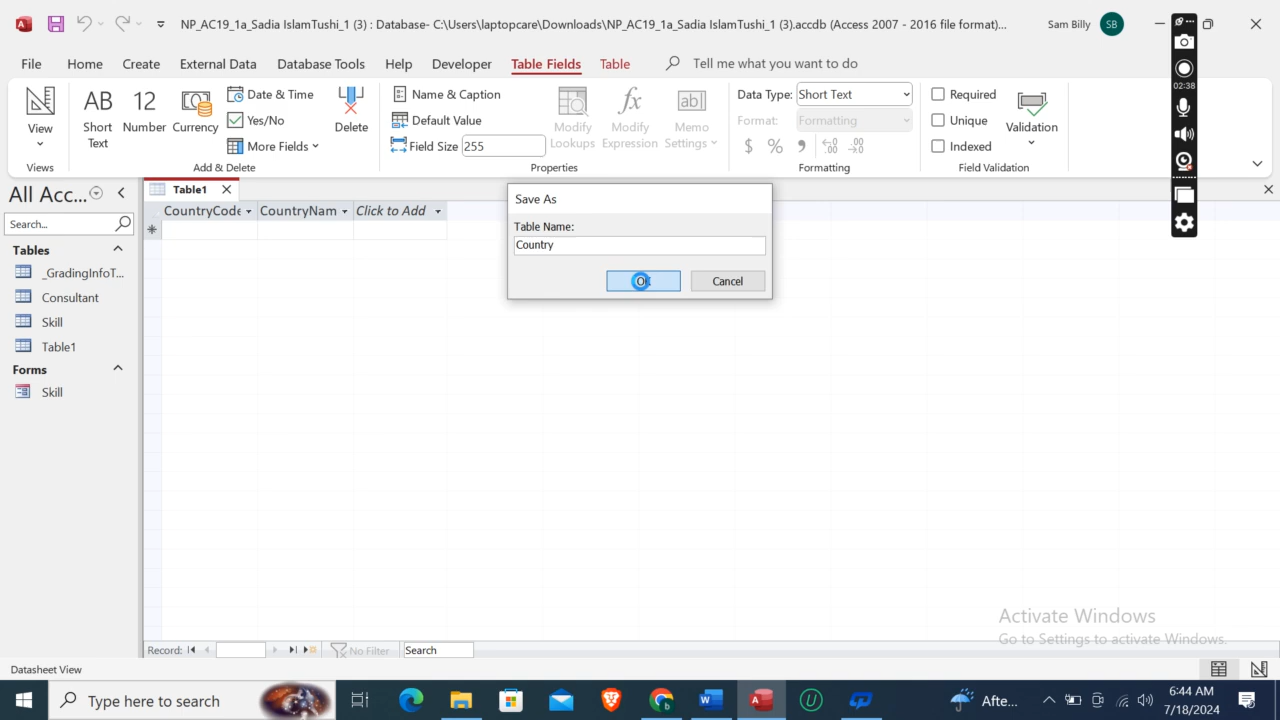 NP_AC19_1a_Sadia IslamTushi_1 (3) : Database- C:\Users\laptopcare\Downloads\NP_AC19_1a_Sadia IslamTushi_1 (3).accdb (Access 2007 - 2016 file format)...
Sam Billy SB
File Home Create External Data Database Tools Help Developer Table Fields Table Tell me what you want to do
02:38
View
Views
AB Short Text
12 Number
Currency
Date & Time
Yes/No
More Fields
Delete
Add & Delete
Name & Caption
Default Value
Field Size 255
Modify Lookups
fx Modify Expression
ab Memo Settings
Properties
Data Type: Short Text
Format: Formatting
$ %
Formatting
Required
Unique
Indexed
Validation
Field Validation
All Acc...
Search...
Tables
_GradingInfoT...
Consultant
Skill
Table1
Forms
Skill
Table1
CountryCode CountryNam Click to Add
Save As
Table Name:
Country
OK Cancel
Activate Windows
Go to Settings to activate Windows.
Record: No Filter Search
Datasheet View
Type here to search
Afte...
6:44 AM
7/18/2024